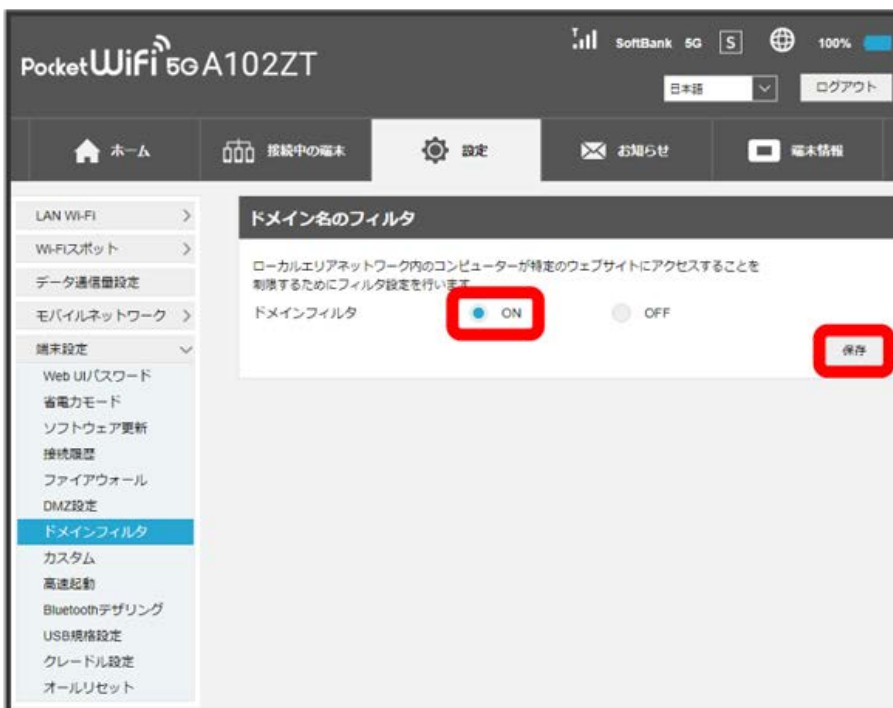 Pocket WiFi 5G A102ZT
SoftBank 5G S 100%
日本語
ログアウト
ホーム
接続中の端末
設定
お知らせ
端末情報
LAN Wi-Fi
Wi-Fiスポット
データ通信量設定
モバイルネットワーク
端末設定
Web UIパスワード
省電力モード
ソフトウェア更新
接続履歴
ファイアウォール
DMZ設定
ドメインフィルタ
カスタム
高速起動
Bluetoothテザリング
USB規格設定
クレードル設定
オールリセット
ドメイン名のフィルタ
ローカルエリアネットワーク内のコンピューターが特定のウェブサイトにアクセスすることを
制限するためにフィルタ設定を行います
ドメインフィルタ
ON
OFF
保存